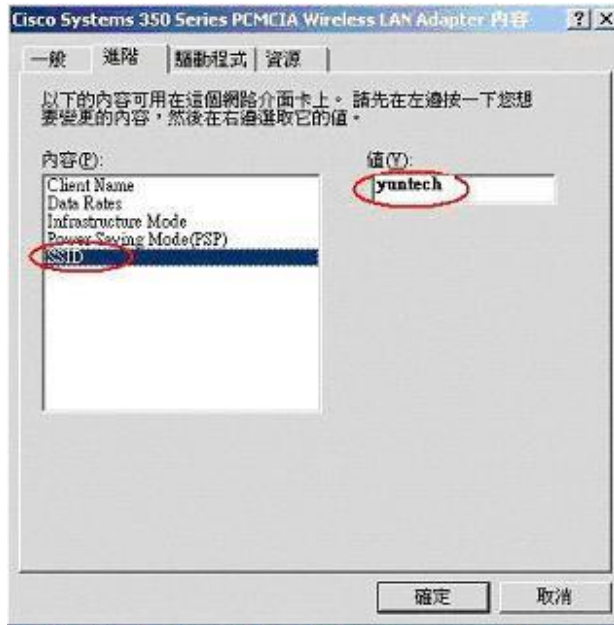 Cisco Systems 350 Series PCMCIA Wireless LAN Adapter 內容
一般 進階 驅動程式 資源
以下的內容可用在這個網路介面卡上。 請先在左邊按一下您想
要變更的內容，然後在右邊選取它的值。
內容(P):
值(V):
Client Name
yuntech
Data Rates
Infrastructure Mode
Power Saving Mode(PSP)
SSID
確定 取消